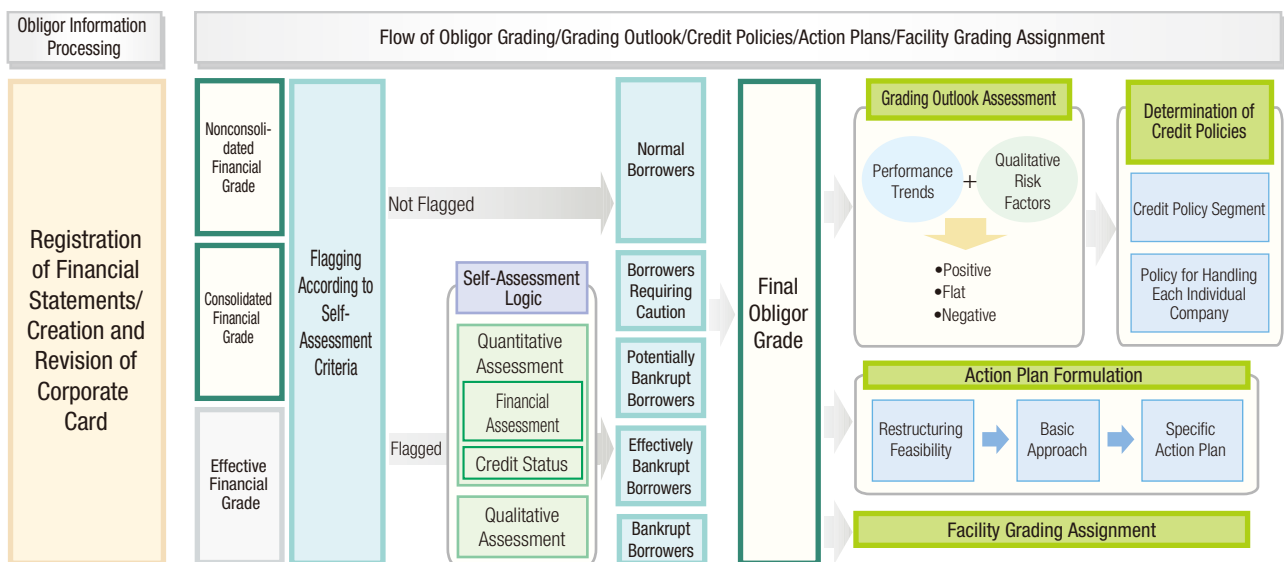 Obligor Information
Processing
Flow of Obligor Grading/Grading Outlook/Credit Policies/Action Plans/Facility Grading Assignment
Registration
of Financial
Statements/
Creation and
Revision of
Corporate
Card
Nonconsoli-
dated
Financial
Grade
Consolidated
Financial
Grade
Effective
Financial
Grade
Flagging
According to
Self-
Assessment
Criteria
Not Flagged
Flagged
Self-Assessment
Logic
Quantitative
Assessment
Financial
Assessment
Credit Status
Qualitative
Assessment
Normal
Borrowers
Borrowers
Requiring
Caution
Potentially
Bankrupt
Borrowers
Effectively
Bankrupt
Borrowers
Bankrupt
Borrowers
Final
Obligor
Grade
Grading Outlook Assessment
Performance
Trends
+
Qualitative
Risk
Factors
•Positive
•Flat
•Negative
Determination of
Credit Policies
Credit Policy Segment
Policy for Handling
Each Individual
Company
Action Plan Formulation
Restructuring
Feasibility
Basic
Approach
Specific
Action Plan
Facility Grading Assignment